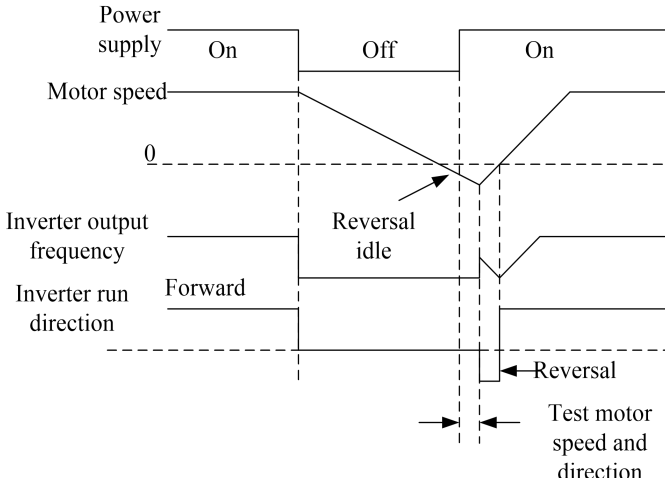 Power
supply
On
Off
On
Motor speed
0
Reversal
idle
Inverter output
frequency
Inverter run
direction
Forward
Reversal
Test motor
speed and
direction